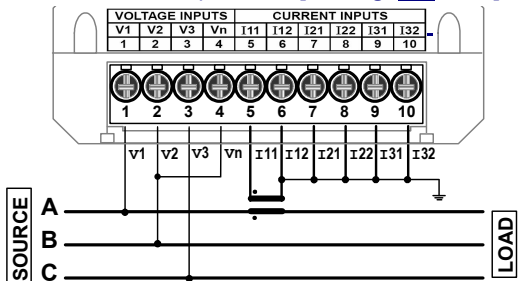 VOLTAGE INPUTS CURRENT INPUTS
V1 V2 V3 Vn I11 I12 I21 I22 I31 I32
1 2 3 4 5 6 7 8 9 10
1 2 3 4 5 6 7 8 9 10
V1 V2 V3 Vn I11 I12 I21 I22 I31 I32
SOURCE
A
B
C
LOAD